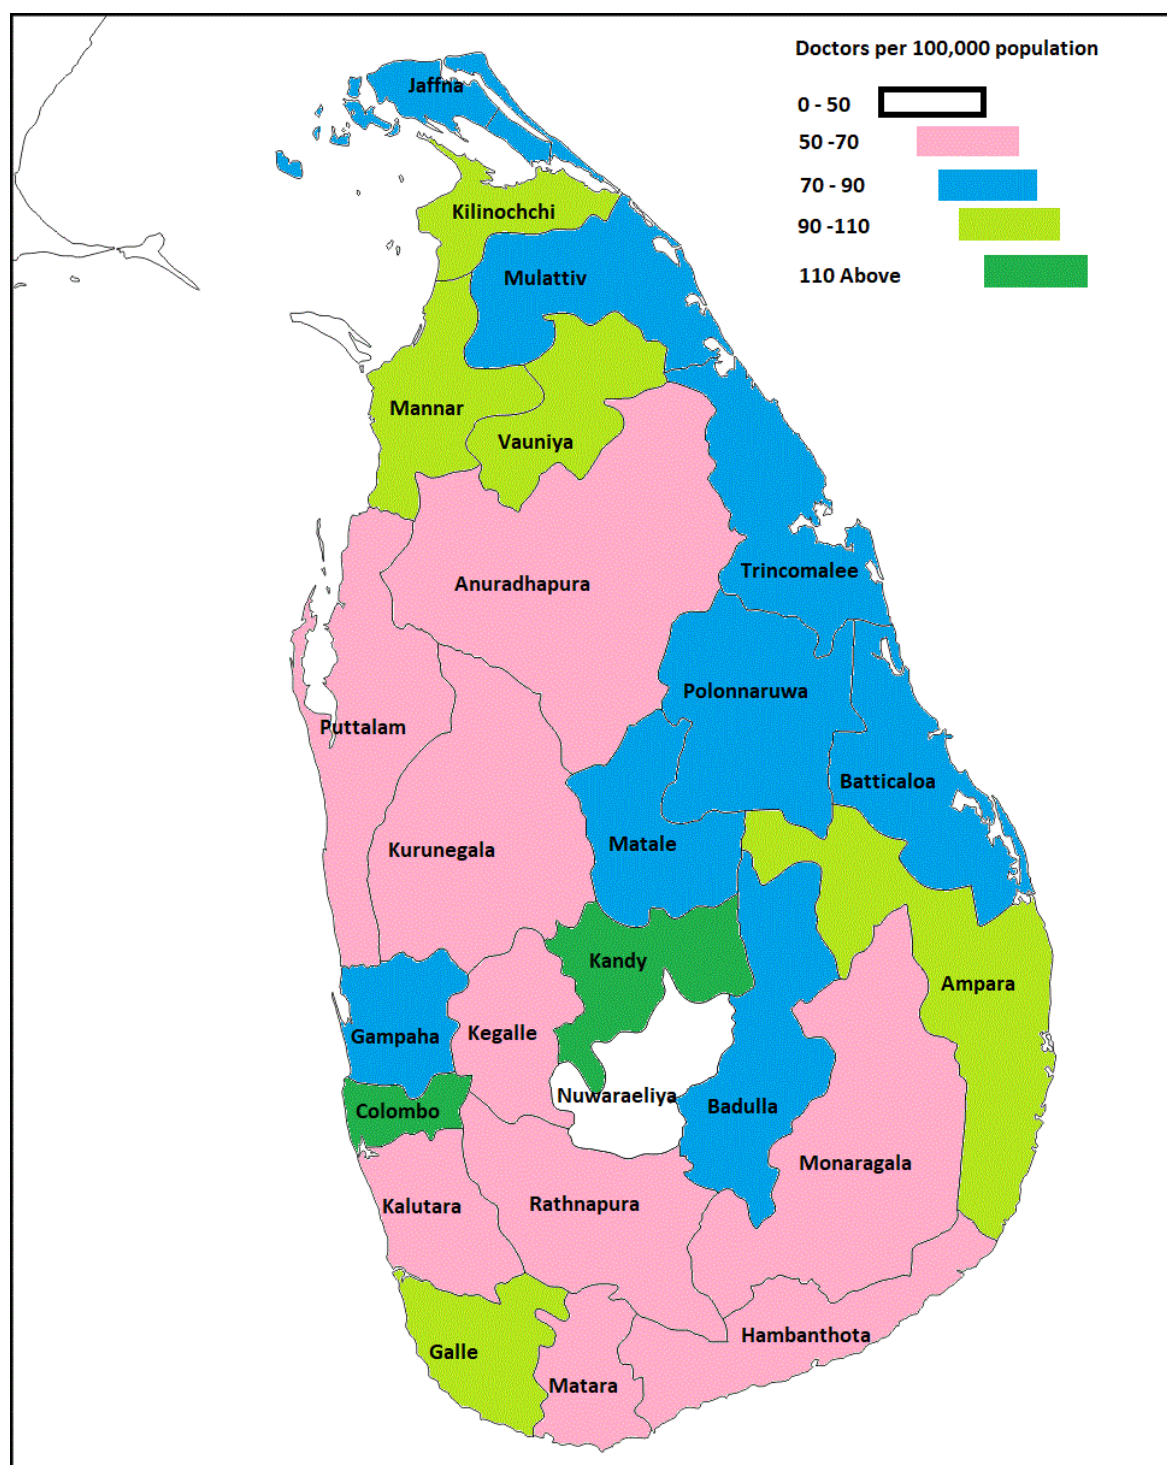 Doctors per 100,000 population
0 - 50
50 -70
70 - 90
90 -110
110 Above
Jaffna
Kilinochchi
Mulattiv
Mannar
Vauniya
Anuradhapura
Trincomalee
Polonnaruwa
Puttalam
Batticaloa
Matale
Kurunegala
Kandy
Ampara
Gampaha
Kegalle
Nuwaraeliya
Badulla
Colombo
Monaragala
Kalutara
Rathnapura
Hambanthota
Galle
Matara